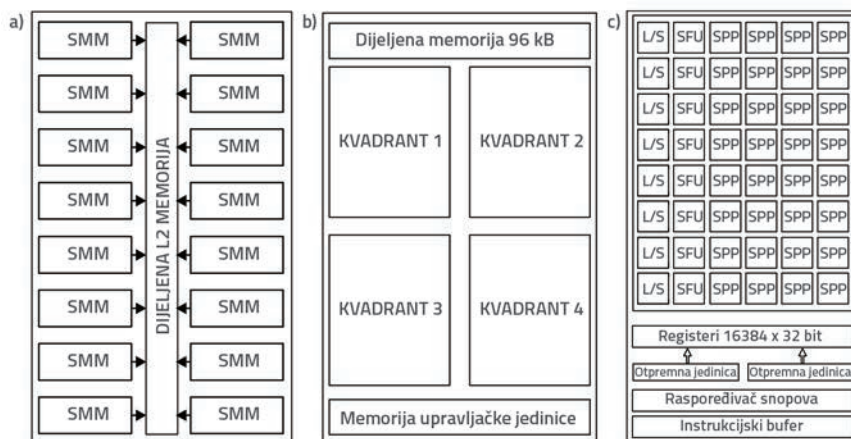 a)
SMM SMM
SMM SMM
SMM SMM
SMM SMM
SMM SMM
SMM SMM
SMM SMM
SMM SMM
DIJELJENA L2 MEMORIJA
b)
Dijeljena memorija 96 kB
KVADRANT 1 KVADRANT 2
KVADRANT 3 KVADRANT 4
Memorija upravljačke jedinice
c)
L/S SFU SPP SPP SPP SPP
L/S SFU SPP SPP SPP SPP
L/S SFU SPP SPP SPP SPP
L/S SFU SPP SPP SPP SPP
L/S SFU SPP SPP SPP SPP
L/S SFU SPP SPP SPP SPP
L/S SFU SPP SPP SPP SPP
L/S SFU SPP SPP SPP SPP
Registeri 16384 x 32 bit
Otpremna jedinica Otpremna jedinica
Raspoređivač snopova
Instrukcijski bufer